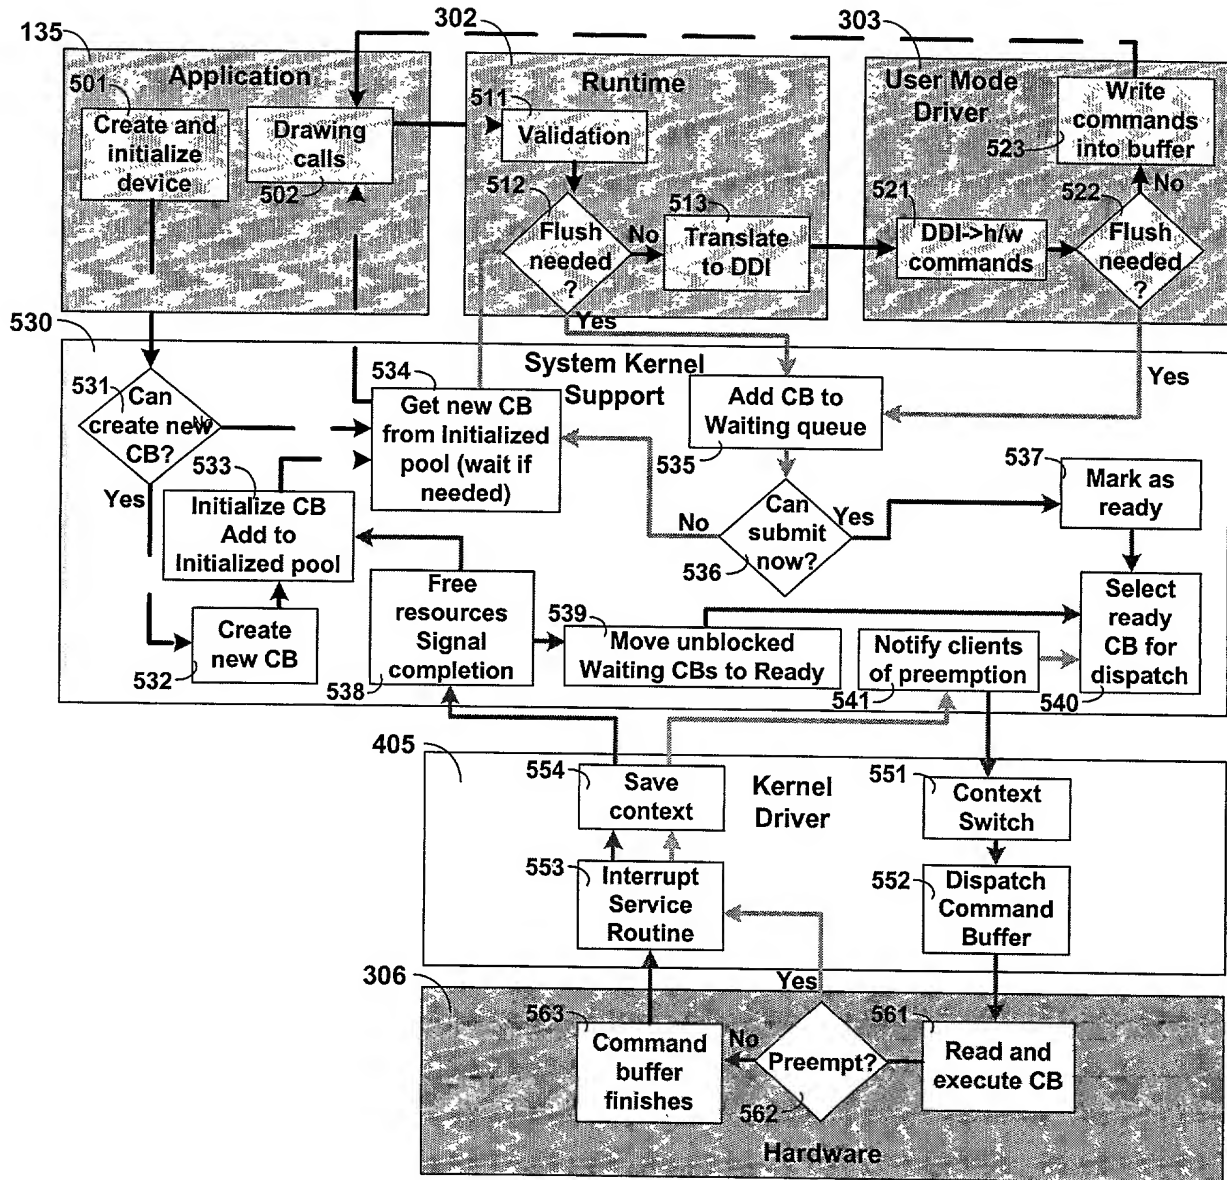 135
302
303
Application
501
Create and
initialize
device
Drawing
calls
502
Runtime
511
Validation
512
Flush
needed
?
No
Yes
513
Translate
to DDI
User Mode
Driver
Write
commands
into buffer
523
521
DDI->h/w
commands
522
No
Flush
needed
?
Yes
530
System Kernel
Support
531
Can
create new
CB?
No
Yes
534
Get new CB
from Initialized
pool (wait if
needed)
Add CB to
Waiting queue
535
533
Initialize CB
Add to
Initialized pool
Create
new CB
532
Can
submit
now?
536
No
Yes
537
Mark as
ready
Free
resources
Signal
completion
538
539
Move unblocked
Waiting CBs to Ready
Notify clients
of preemption
541
Select
ready
CB for
dispatch
540
405
Kernel
Driver
554
Save
context
553
Interrupt
Service
Routine
551
Context
Switch
552
Dispatch
Command
Buffer
306
Yes
563
Command
buffer
finishes
No
Preempt?
562
561
Read and
execute CB
Hardware